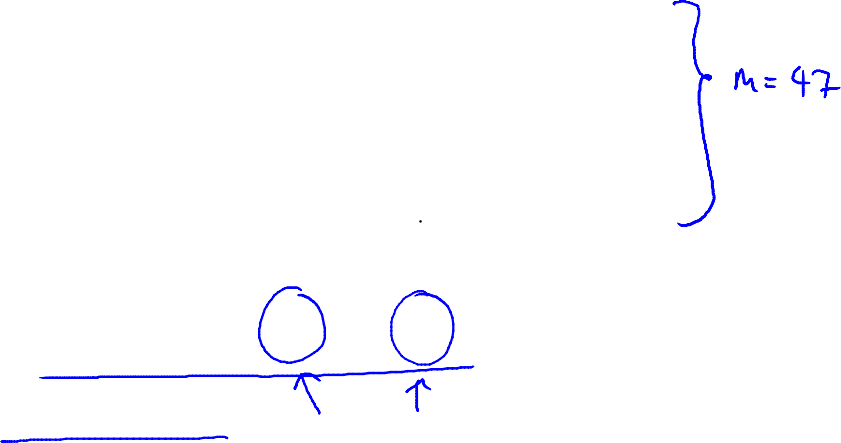 m = 47